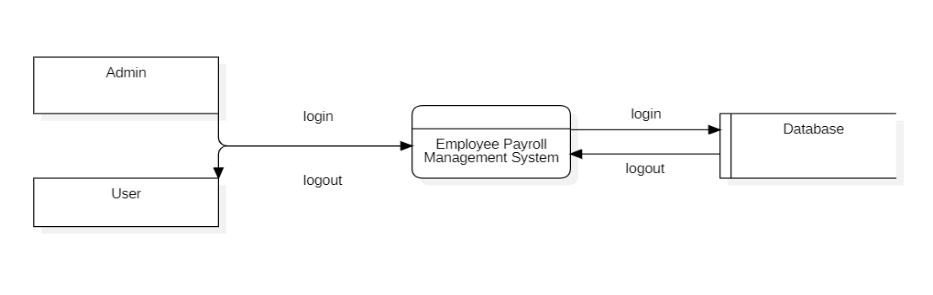 Admin
login
login
Database
Employee Payroll
Management System
logout
logout
User